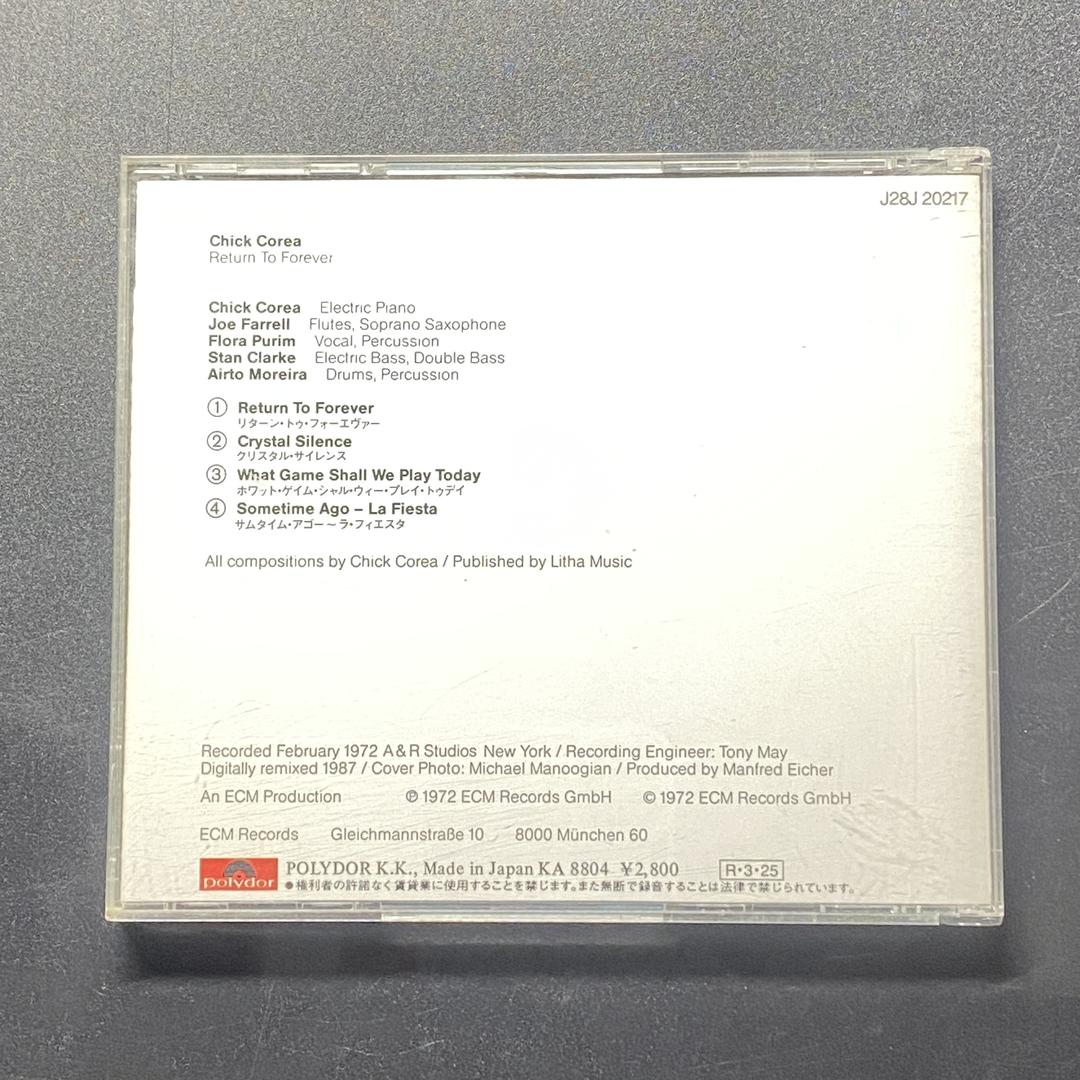 J28J 20217
Chick Corea
Return To Forever
Chick Corea Electric Piano
Joe Farrell Flutes, Soprano Saxophone
Flora Purim Vocal, Percussion
Stan Clarke Electric Bass, Double Bass
Airto Moreira Drums, Percussion
① Return To Forever
リターン・トゥ・フォーエヴァー
② Crystal Silence
クリスタル・サイレンス
③ What Game Shall We Play Today
ホワット・ゲイム・シャル・ウィー・プレイ・トゥデイ
④ Sometime Ago – La Fiesta
サムタイム・アゴー～ラ・フィエスタ
All compositions by Chick Corea / Published by Litha Music
Recorded February 1972 A & R Studios New York / Recording Engineer: Tony May
Digitally remixed 1987 / Cover Photo: Michael Manoogian / Produced by Manfred Eicher
An ECM Production ℗ 1972 ECM Records GmbH © 1972 ECM Records GmbH
ECM Records Gleichmannstraße 10 8000 München 60
polydor POLYDOR K.K., Made in Japan KA 8804 ¥2,800 R・3・25
●権利者の許諾なく賃貸業に使用することを禁じます。また無断で録音することは法律で禁じられています。